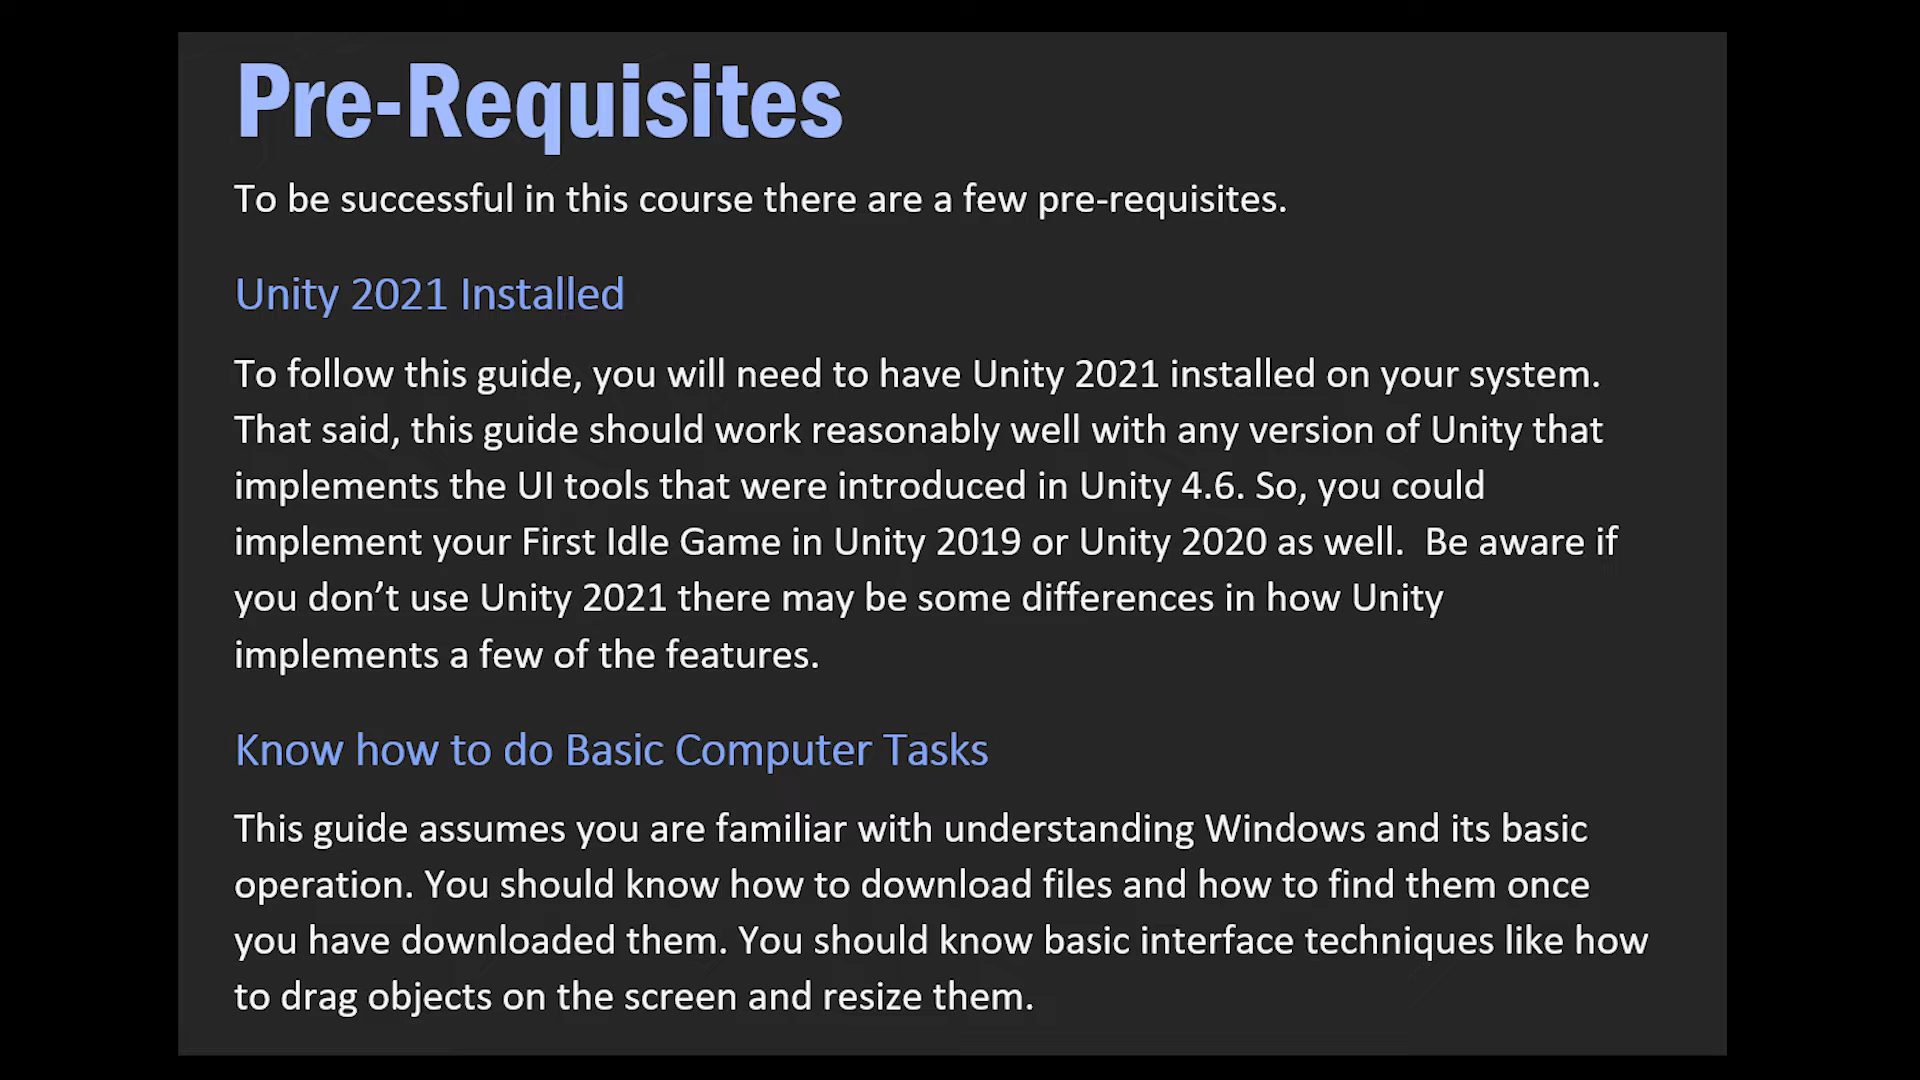 Pre-Requisites
To be successful in this course there are a few pre-requisites.
Unity 2021 Installed
To follow this guide, you will need to have Unity 2021 installed on your system.
That said, this guide should work reasonably well with any version of Unity that
implements the UI tools that were introduced in Unity 4.6. So, you could
implement your First Idle Game in Unity 2019 or Unity 2020 as well.  Be aware if
you don’t use Unity 2021 there may be some differences in how Unity
implements a few of the features.
Know how to do Basic Computer Tasks
This guide assumes you are familiar with understanding Windows and its basic
operation. You should know how to download files and how to find them once
you have downloaded them. You should know basic interface techniques like how
to drag objects on the screen and resize them.